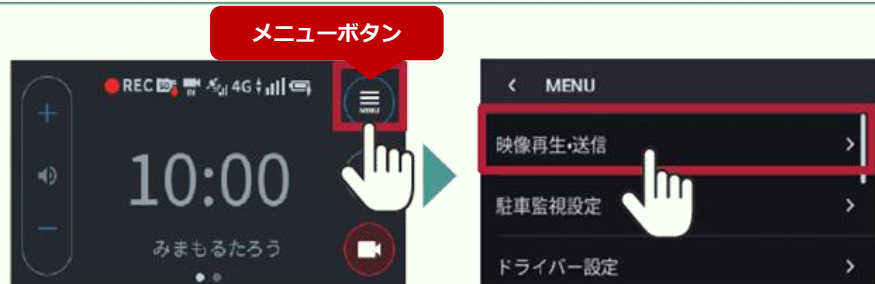 メニューボタン
REC SD IN 4G
MENU
10:00
みまもるたろう
< MENU
映像再生・送信 >
駐車監視設定 >
ドライバー設定 >